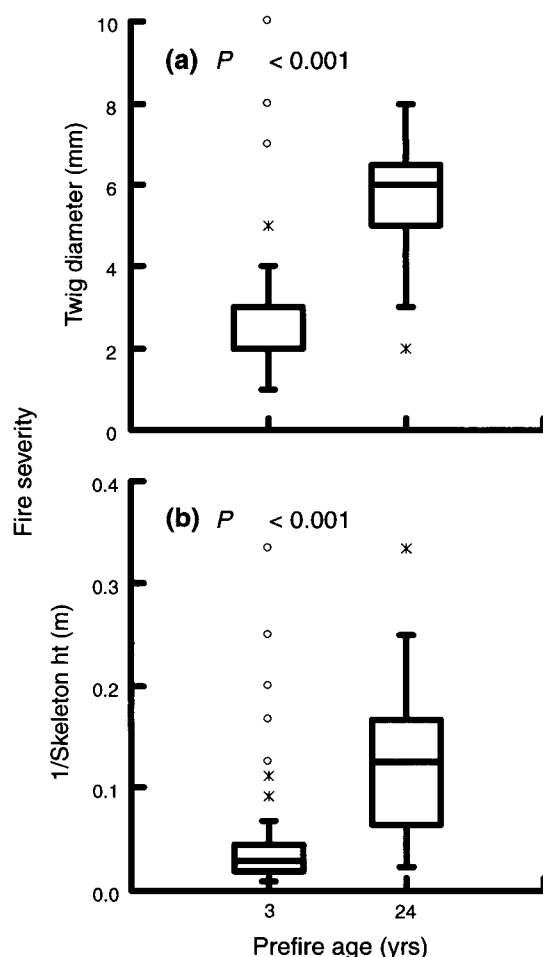 Fire severity
Twig diameter (mm)
10
8
6
4
2
0
(a) P < 0.001
1/Skeleton ht (m)
0.4
0.3
0.2
0.1
0.0
(b) P < 0.001
3 24
Prefire age (yrs)